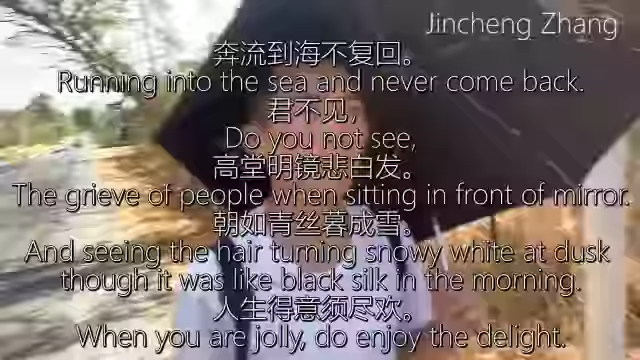 Jincheng Zhang
奔流到海不复回。
Running into the sea and never come back.
君不见，
Do you not see,
高堂明镜悲白发。
The grieve of people when sitting in front of mirror.
朝如青丝暮成雪。
And seeing the hair turning snowy white at dusk
though it was like black silk in the morning.
人生得意须尽欢。
When you are jolly, do enjoy the delight.